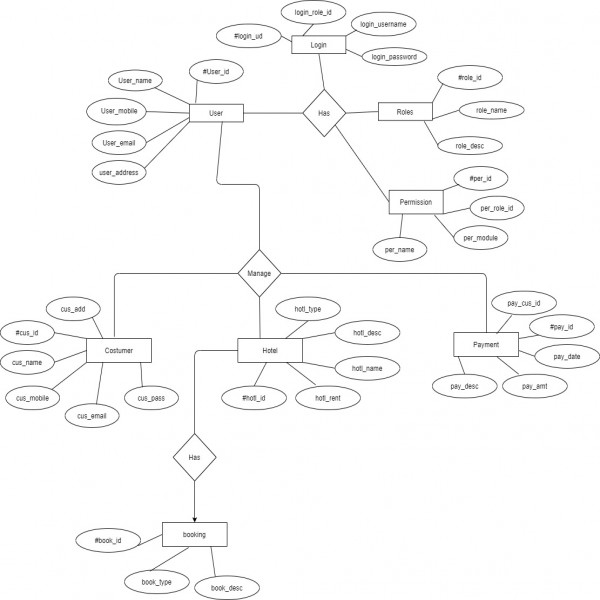 login_role_id
login_username
#login_ud
Login
login_password
#User_id
User_name
#role_id
User_mobile
User
Has
Roles
role_name
User_email
role_desc
user_address
#per_id
Permission
per_role_id
per_module
per_name
Manage
cus_add
hotl_type
pay_cus_id
#cus_id
hotl_desc
#pay_id
Costumer
Hotel
Payment
cus_name
hotl_name
pay_date
cus_mobile
cus_pass
#hotl_id
hotl_rent
pay_desc
pay_amt
cus_email
Has
#book_id
booking
book_type
book_desc